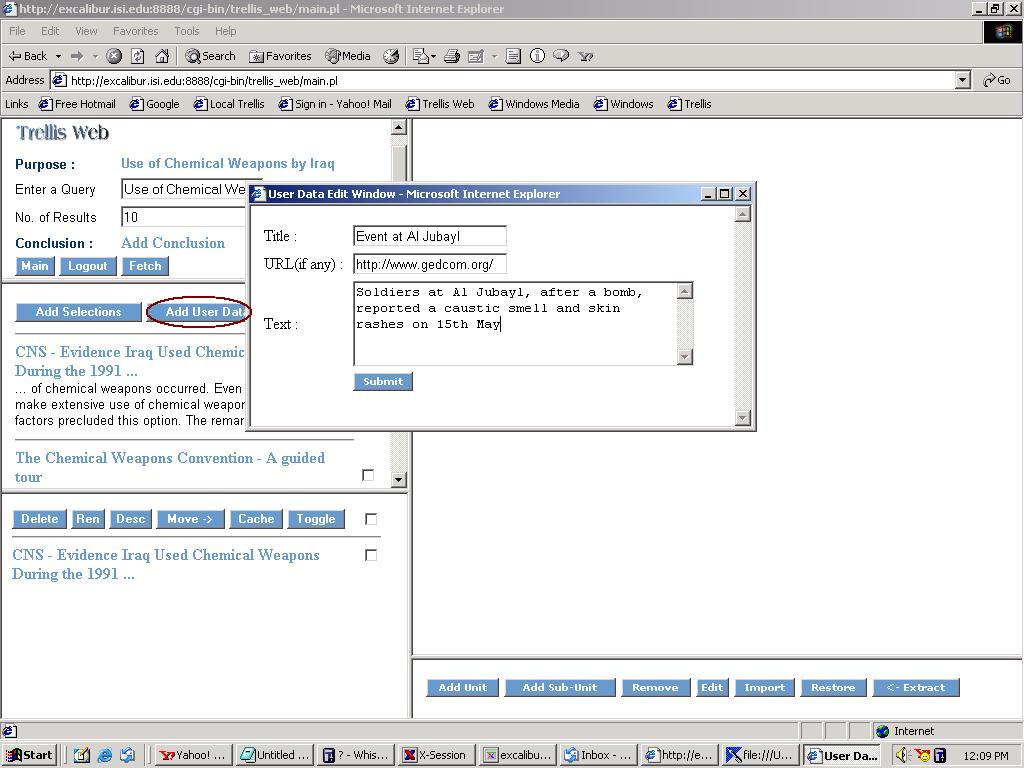 http://excalibur.isi.edu:8888/cgi-bin/trellis_web/main.pl - Microsoft Internet Explorer
File Edit View Favorites Tools Help
Back Search Favorites Media
Address http://excalibur.isi.edu:8888/cgi-bin/trellis_web/main.pl Go
Links Free Hotmail Google Local Trellis Sign in - Yahoo! Mail Trellis Web Windows Media Windows Trellis
Trellis Web
Purpose : Use of Chemical Weapons by Iraq
Enter a Query Use of Chemical We
No. of Results 10
Conclusion : Add Conclusion
Main Logout Fetch
Add Selections Add User Data
CNS - Evidence Iraq Used Chemic
During the 1991 ...
... of chemical weapons occurred. Even
make extensive use of chemical weapor
factors precluded this option. The remar
The Chemical Weapons Convention - A guided
tour
User Data Edit Window - Microsoft Internet Explorer
Title : Event at Al Jubayl
URL(if any) : http://www.gedcom.org/
Text :
Soldiers at Al Jubayl, after a bomb,
reported a caustic smell and skin
rashes on 15th May
Submit
Delete Ren Desc Move -> Cache Toggle
CNS - Evidence Iraq Used Chemical Weapons
During the 1991 ...
Add Unit Add Sub-Unit Remove Edit Import Restore <- Extract
Internet
Start Yahoo! ... Untitled ... ? - Whis... X-Session excalibu... Inbox - ... http://e... file:///U... User Da... 12:09 PM